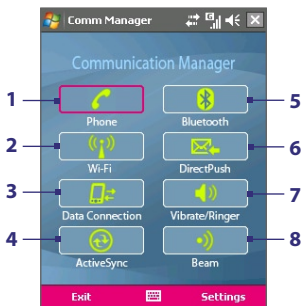 Comm Manager
Communication Manager
1 Phone
Bluetooth 5
2 Wi-Fi
DirectPush 6
3 Data Connection
Vibrate/Ringer 7
4 ActiveSync
Beam 8
Exit Settings